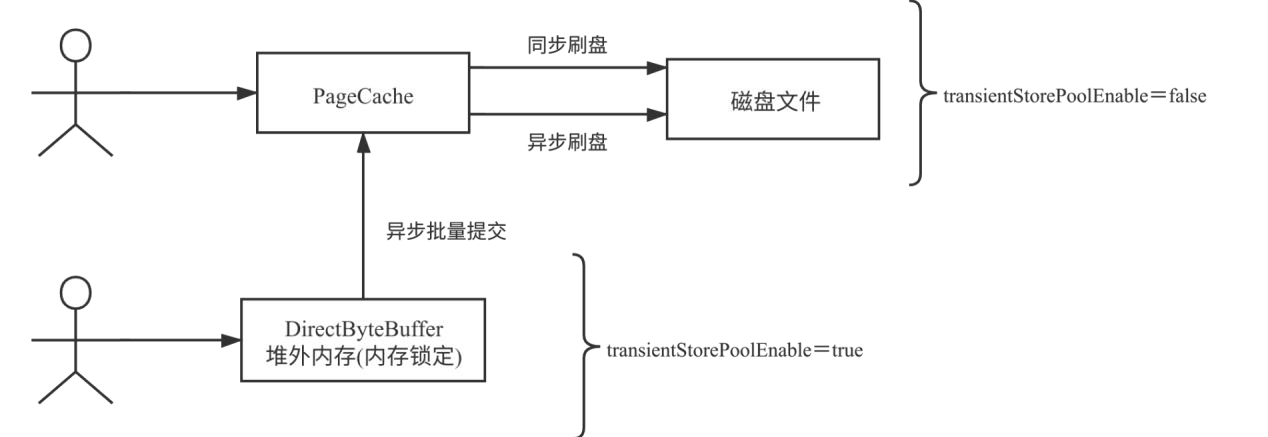 同步刷盘
PageCache
磁盘文件
transientStorePoolEnable＝false
异步刷盘
异步批量提交
DirectByteBuffer
堆外内存(内存锁定)
transientStorePoolEnable＝true